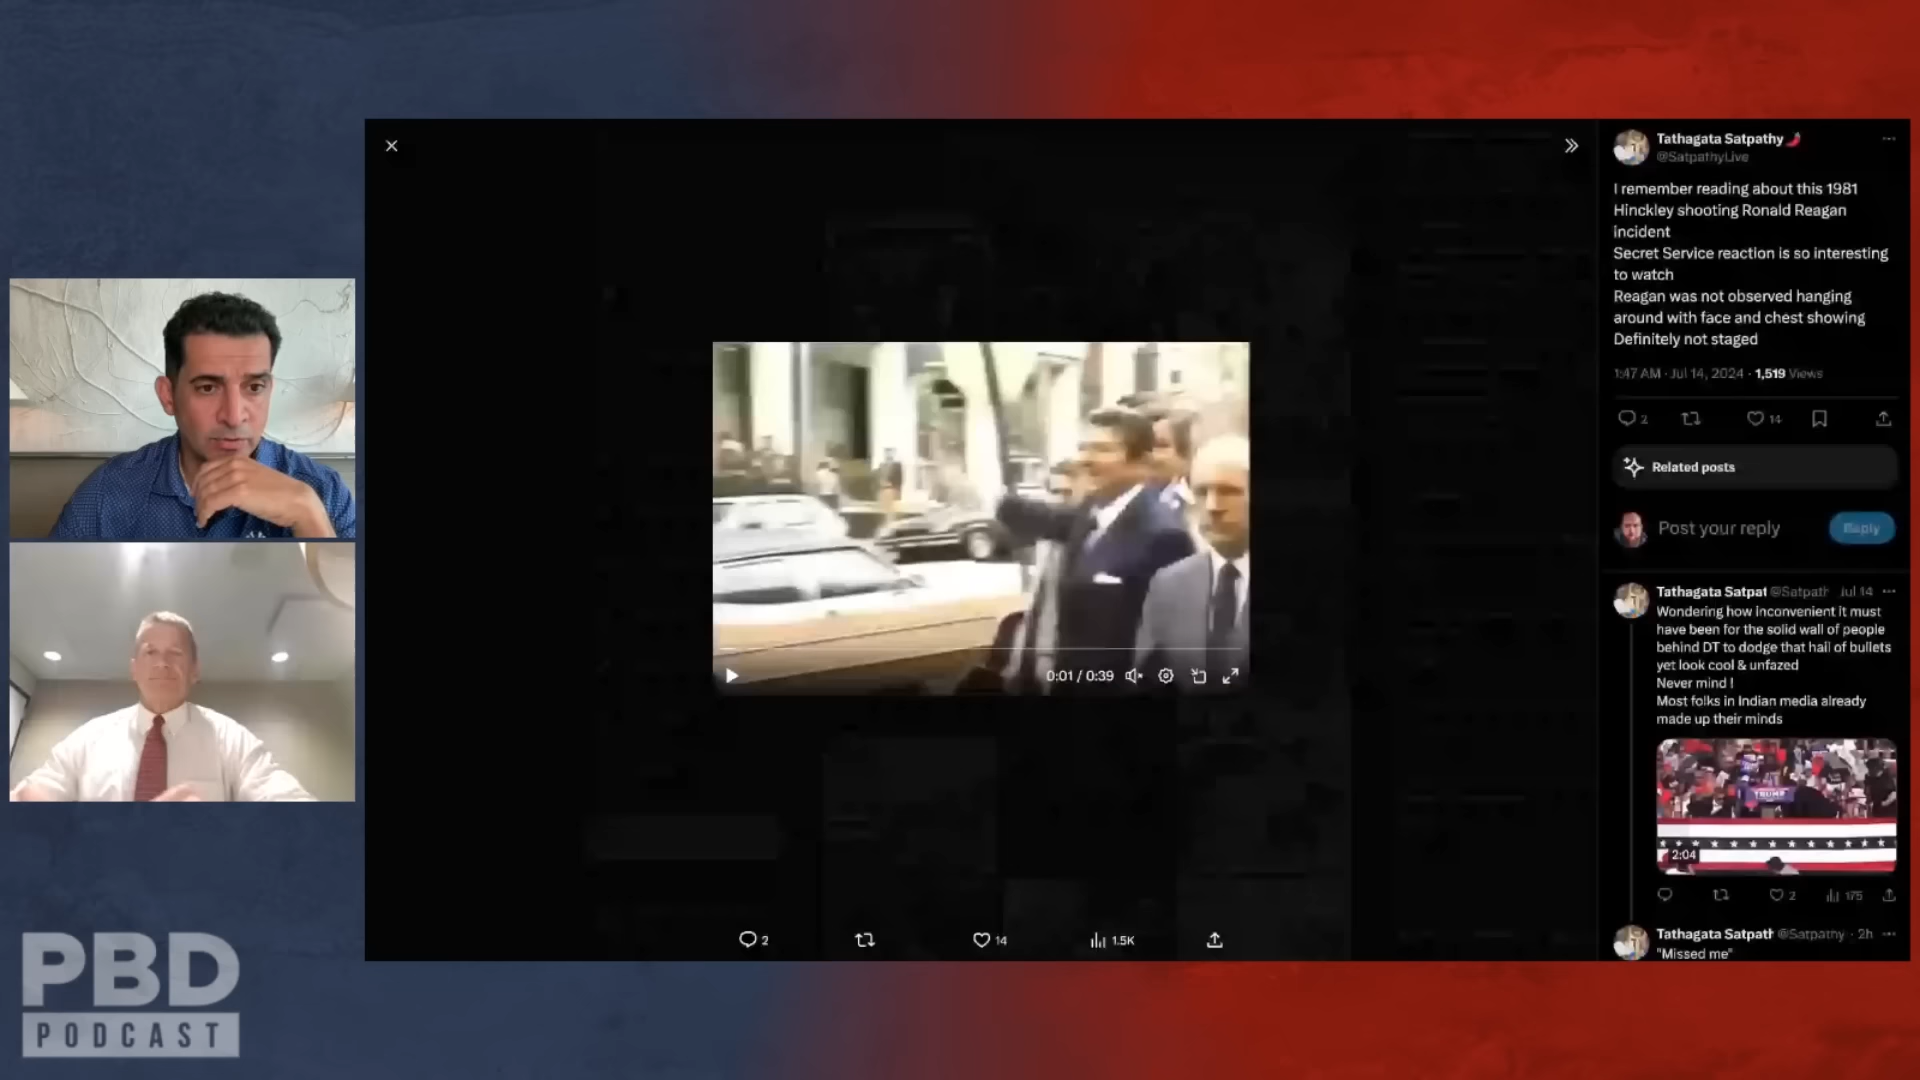 Tathagata Satpathy
@SatpathyLive
I remember reading about this 1981
Hinckley shooting Ronald Reagan
incident
Secret Service reaction is so interesting
to watch
Reagan was not observed hanging
around with face and chest showing
Definitely not staged
1:47 AM · Jul 14, 2024 · 1,519 Views
2
14
Related posts
Post your reply
Reply
Tathagata Satpat @Satpath Jul 14
Wondering how inconvenient it must
have been for the solid wall of people
behind DT to dodge that hail of bullets
yet look cool & unfazed
Never mind !
Most folks in Indian media already
made up their minds
TRUMP
2:04
2
175
Tathagata Satpath @Satpathy · 2h
"Missed me"
0:01 / 0:39
2
14
1.5K
PBD
PODCAST